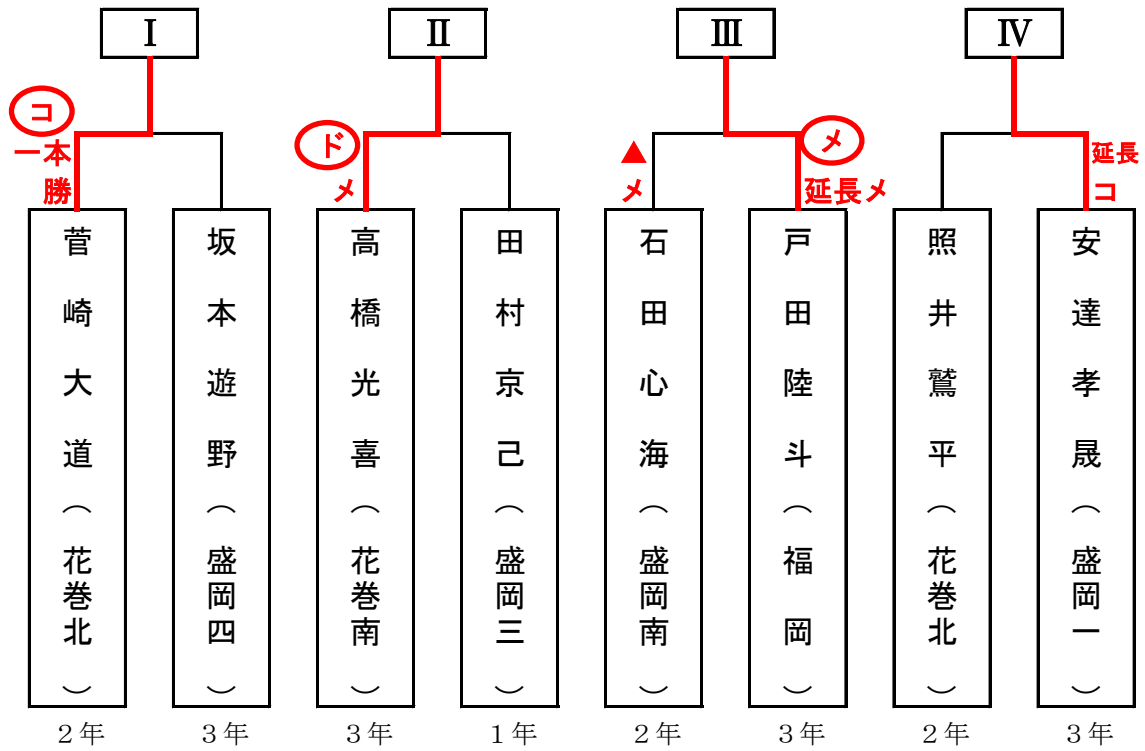 Ⅰ
Ⅱ
Ⅲ
Ⅳ
コ
一本
勝
ド
メ
▲
メ
メ
延長メ
延長
コ
菅崎大道(花巻北)
坂本遊野(盛岡四)
高橋光喜(花巻南)
田村京己(盛岡三)
石田心海(盛岡南)
戸田陸斗(福岡)
照井鷲平(花巻北)
安達孝晟(盛岡一)
2年
3年
3年
1年
2年
3年
2年
3年